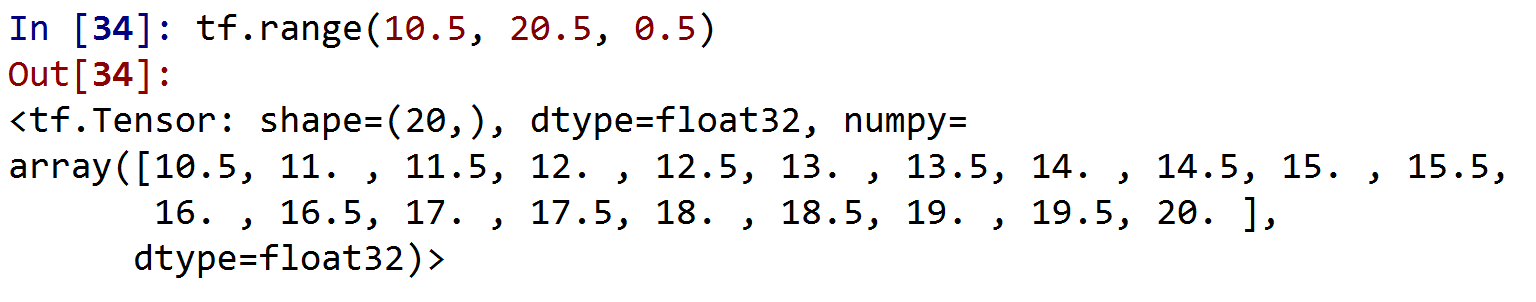 In [34]: tf.range(10.5, 20.5, 0.5)
Out[34]:
<tf.Tensor: shape=(20,), dtype=float32, numpy=
array([10.5, 11. , 11.5, 12. , 12.5, 13. , 13.5, 14. , 14.5, 15. , 15.5,
       16. , 16.5, 17. , 17.5, 18. , 18.5, 19. , 19.5, 20. ],
      dtype=float32)>